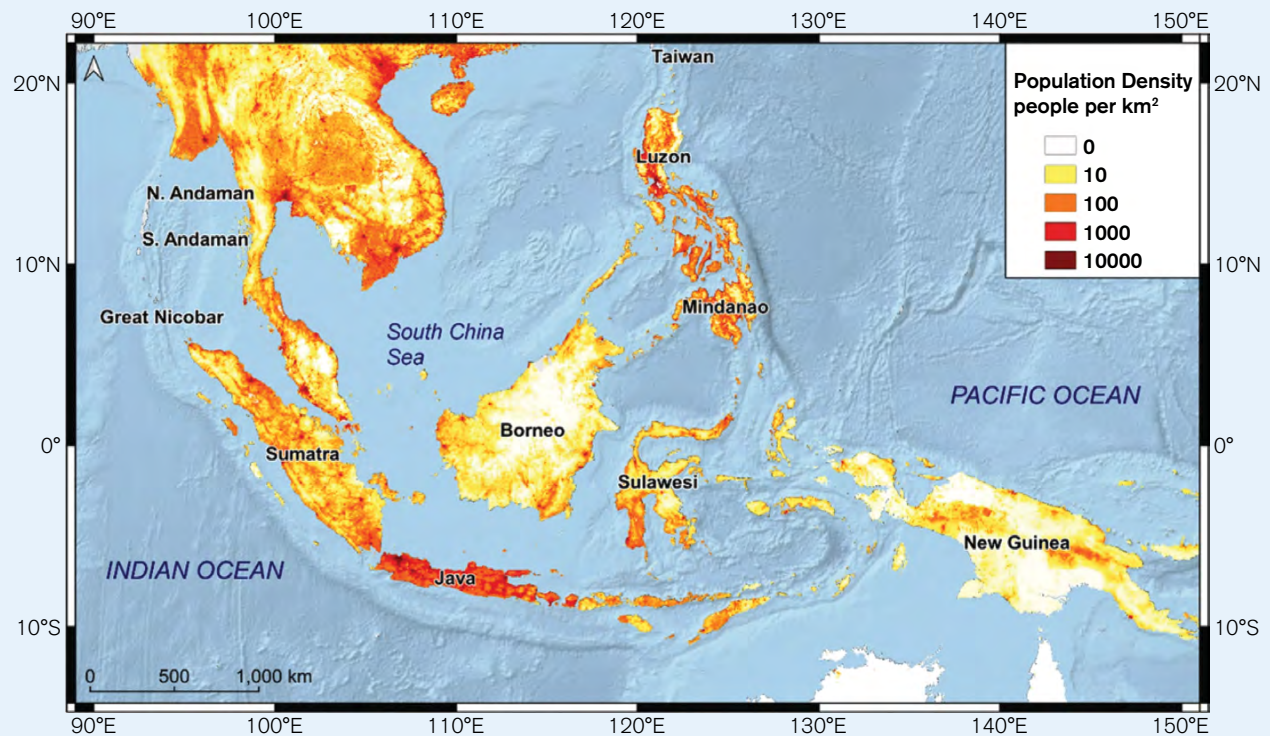 90°E 100°E 110°E 120°E 130°E 140°E 150°E
Taiwan
20°N 20°N
Population Density
people per km²
0
10
100
1000
10000
Luzon
N. Andaman
S. Andaman
10°N 10°N
Great Nicobar
Mindanao
South China
Sea
PACIFIC OCEAN
0° 0°
Borneo
Sumatra
Sulawesi
New Guinea
INDIAN OCEAN
Java
10°S 10°S
0 500 1,000 km
90°E 100°E 110°E 120°E 130°E 140°E 150°E